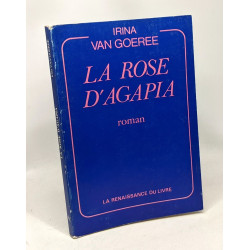 IRINA
VAN GOEREE
LA ROSE
D'AGAPIA
roman
LA RENAISSANCE DU LIVRE